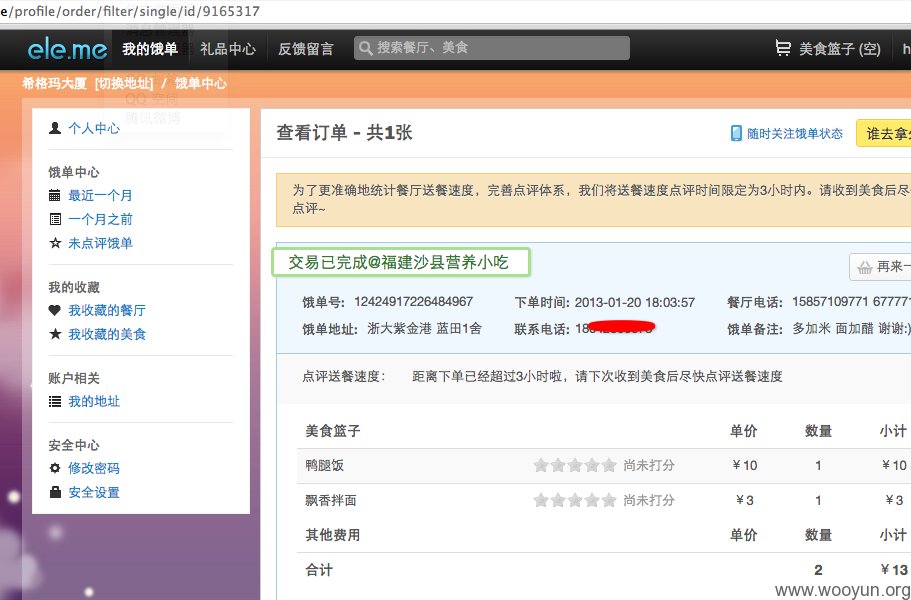 e/profile/order/filter/single/id/9165317
ele.me 我的饿单 礼品中心 反馈留言 搜索餐厅、美食 美食篮子 (空)
希格玛大厦 [切换地址] / 饿单中心
QQ 空间
腾讯微博
个人中心
饿单中心
最近一个月
一个月之前
未点评饿单
我的收藏
我收藏的餐厅
我收藏的美食
账户相关
我的地址
安全中心
修改密码
安全设置
查看订单 - 共1张
随时关注饿单状态
谁去拿
为了更准确地统计餐厅送餐速度，完善点评体系，我们将送餐速度点评时间限定为3小时内。请收到美食后尽
点评~
交易已完成@福建沙县营养小吃
再来一
饿单号: 12424917226484967 下单时间: 2013-01-20 18:03:57 餐厅电话: 15857109771 677771
饿单地址: 浙大紫金港 蓝田1舍 联系电话: 18 饿单备注: 多加米 面加醋 谢谢:)
点评送餐速度: 距离下单已经超过3小时啦，请下次收到美食后尽快点评送餐速度
美食篮子 单价 数量 小计
鸭腿饭 尚未打分 ¥10 1 ¥10
飘香拌面 尚未打分 ¥3 1 ¥3
其他费用 单价 数量 小计
合计 2 ¥13
www.wooyun.org